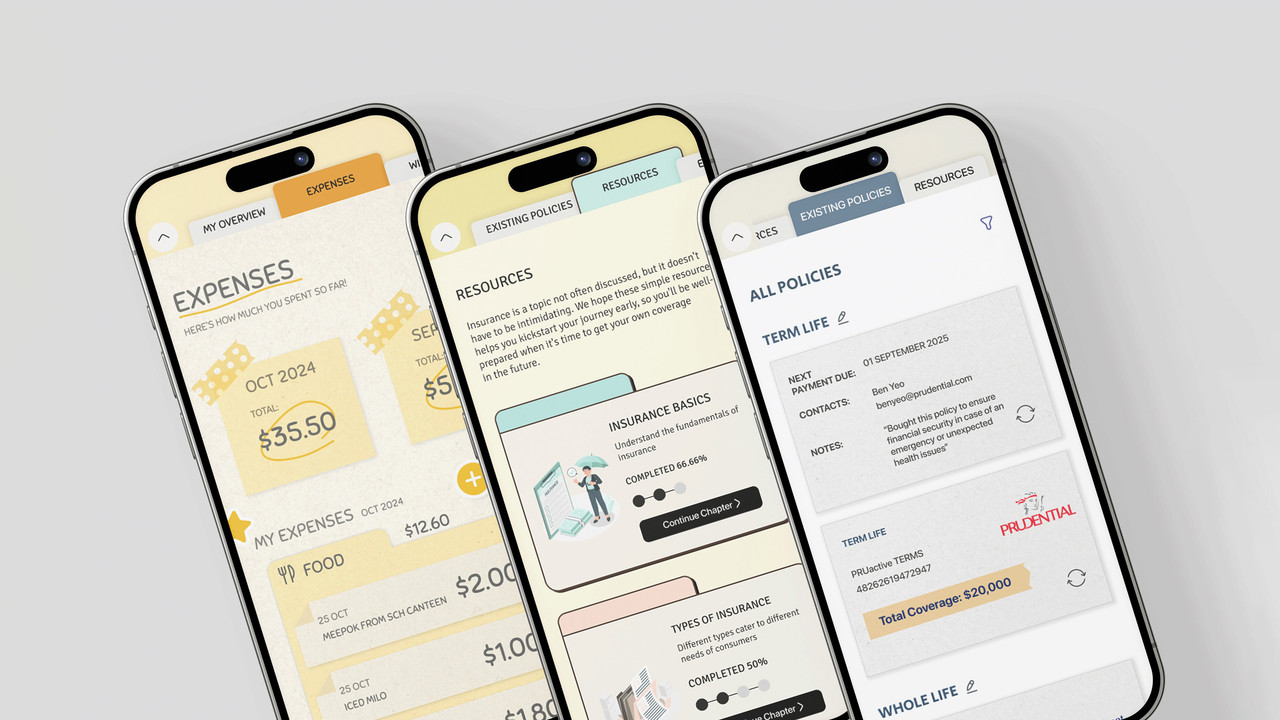 MY OVERVIEW
EXPENSES
EXPENSES
HERE'S HOW MUCH YOU SPENT SO FAR!
OCT 2024
TOTAL:
$35.50
TOTAL:
MY EXPENSES OCT 2024
$12.60
FOOD
25 OCT
MEEPOK FROM SCH CANTEEN
$2.00
25 OCT
ICED MILO
$1.00
$1.80
EXISTING POLICIES
RESOURCES
RESOURCES
Insurance is a topic not often discussed, but it doesn't
have to be intimidating. We hope these simple resource
helps you kickstart your journey early, so you'll be well-
prepared when it's time to get your own coverage
in the future.
INSURANCE BASICS
Understand the fundamentals of
insurance
COMPLETED 66.66%
Continue Chapter
TYPES OF INSURANCE
Different types cater to different
needs of consumers
COMPLETED 50%
Chapter
EXISTING POLICIES
RESOURCES
ALL POLICIES
TERM LIFE
NEXT
PAYMENT DUE:
01 SEPTEMBER 2025
CONTACTS:
Ben Yeo
benyeo@prudential.com
NOTES:
“Bought this policy to ensure
financial security in case of an
emergency or unexpected
health issues”
TERM LIFE
PRUDENTIAL
PRUactive TERMS
48262619472947
Total Coverage: $20,000
WHOLE LIFE